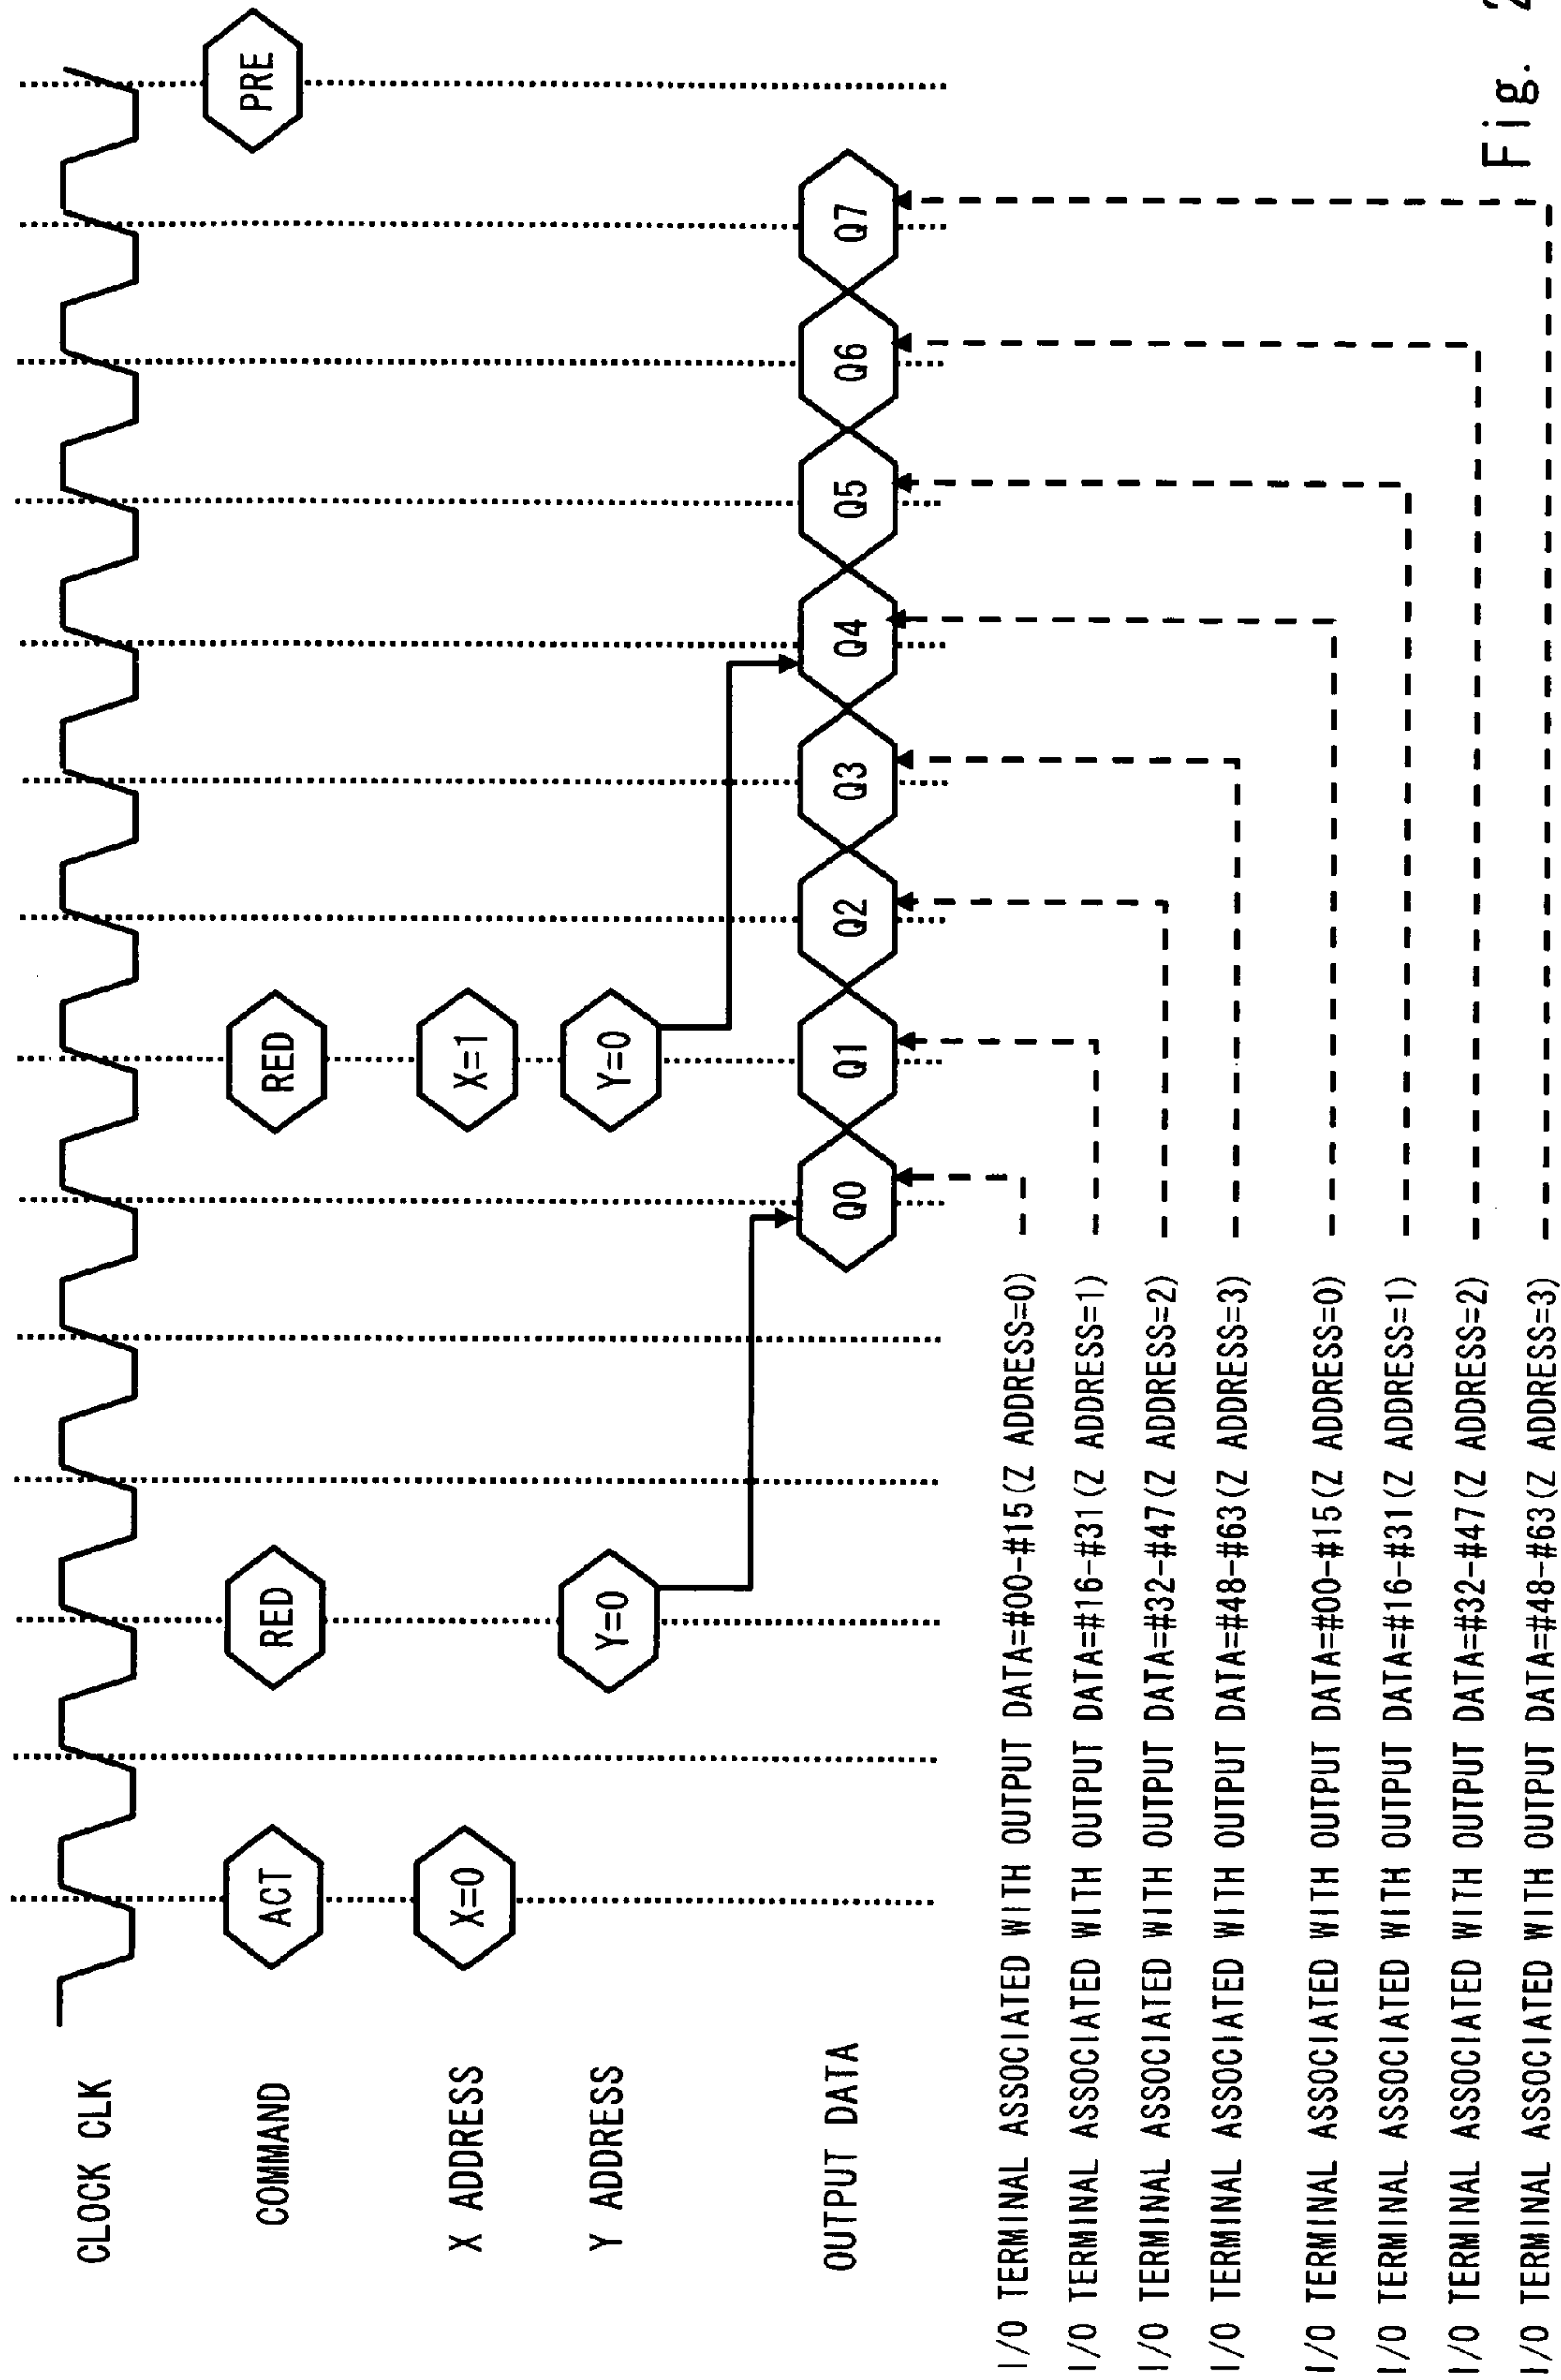 CLOCK CLK
COMMAND ACT RED RED PRE
X ADDRESS X=0 X=1
Y ADDRESS Y=0 Y=0
OUTPUT DATA Q0 Q1 Q2 Q3 Q4 Q5 Q6 Q7
I/O TERMINAL ASSOCIATED WITH OUTPUT DATA=#00-#15(Z ADDRESS=0)
I/O TERMINAL ASSOCIATED WITH OUTPUT DATA=#16-#31(Z ADDRESS=1)
I/O TERMINAL ASSOCIATED WITH OUTPUT DATA=#32-#47(Z ADDRESS=2)
I/O TERMINAL ASSOCIATED WITH OUTPUT DATA=#48-#63(Z ADDRESS=3)
I/O TERMINAL ASSOCIATED WITH OUTPUT DATA=#00-#15(Z ADDRESS=0)
I/O TERMINAL ASSOCIATED WITH OUTPUT DATA=#16-#31(Z ADDRESS=1)
I/O TERMINAL ASSOCIATED WITH OUTPUT DATA=#32-#47(Z ADDRESS=2)
I/O TERMINAL ASSOCIATED WITH OUTPUT DATA=#48-#63(Z ADDRESS=3)
Fig. 2